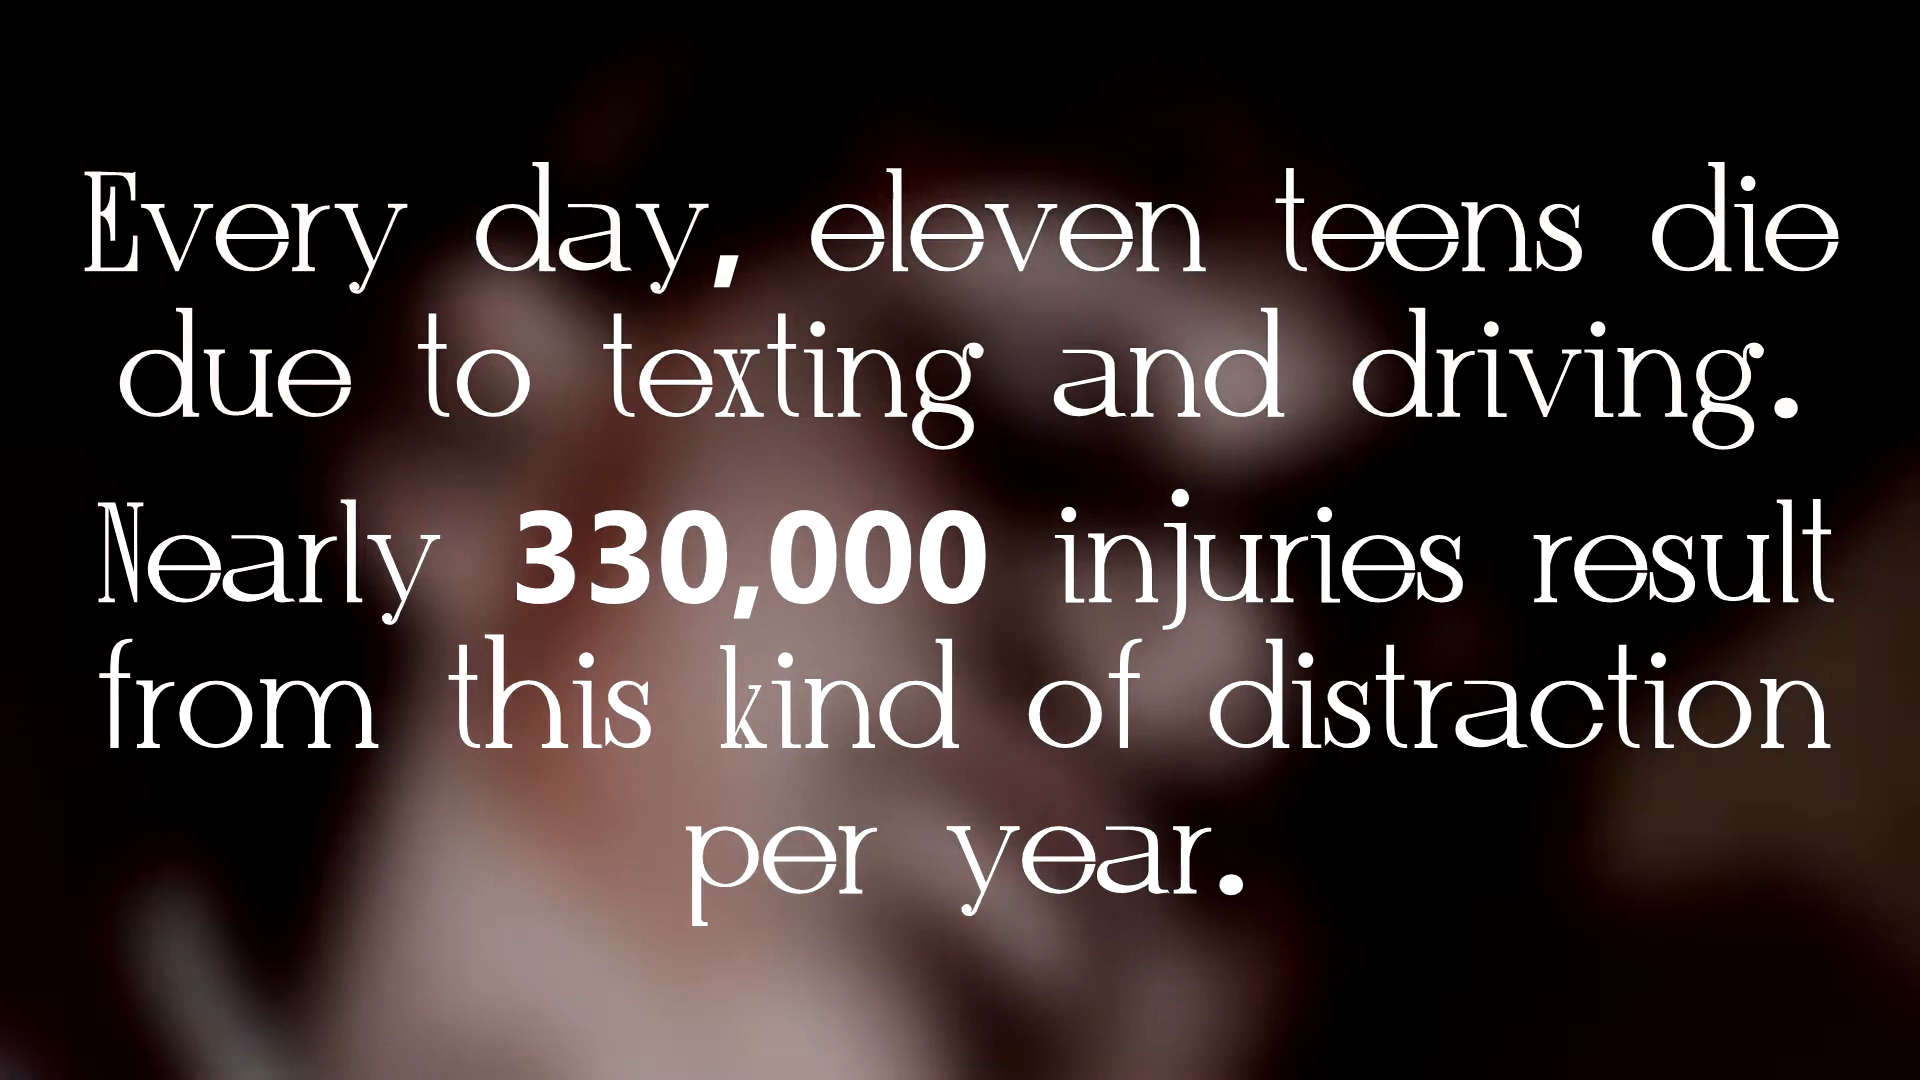 Every day, eleven teens die
due to texting and driving.
Nearly 330,000 injuries result
from this kind of distraction
per year.